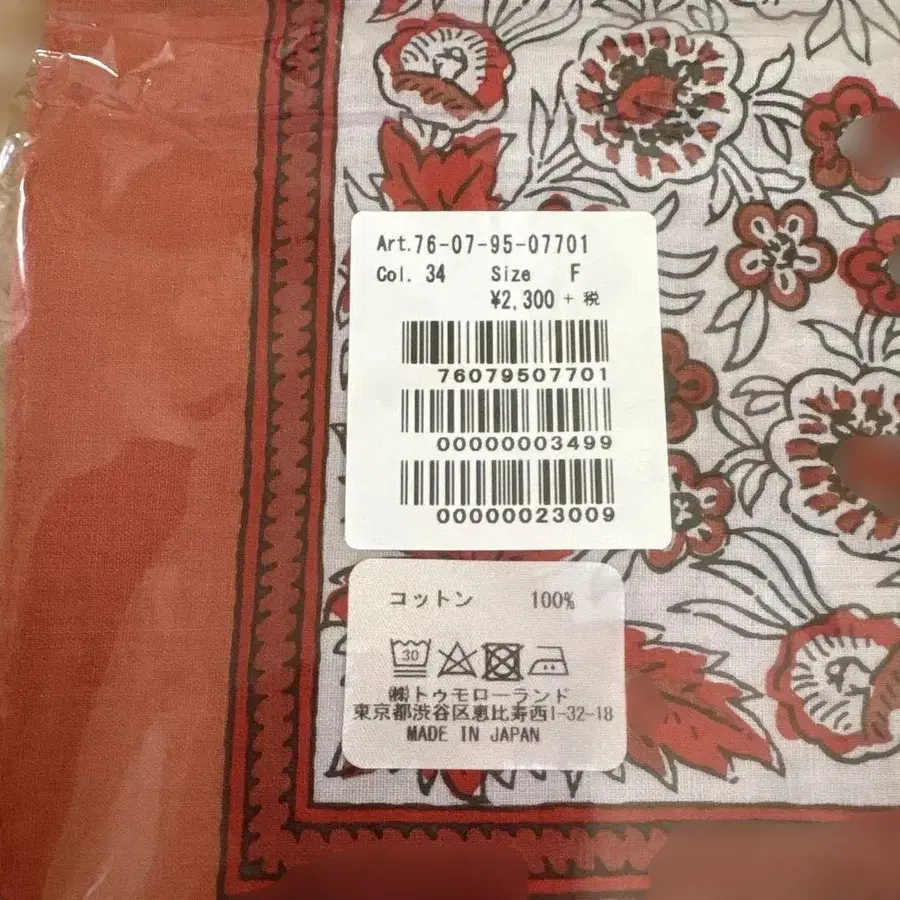 Art.76-07-95-07701
Col. 34 Size F
¥2,300 + 税
76079507701
00000003499
00000023009
コットン 100%
30
㈱トゥモローランド
東京都渋谷区恵比寿西1-32-18
MADE IN JAPAN